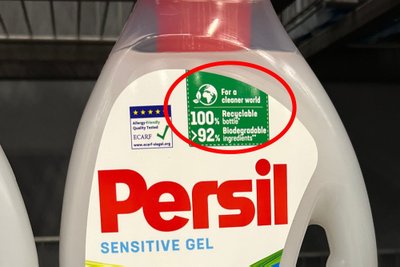 For a
cleaner world
100% Recyclable
bottle*
>92% Biodegradable
ingredients**
Allergy-friendly
Quality Tested
ECARF
www.ecarf-siegel.org
Persil
SENSITIVE GEL